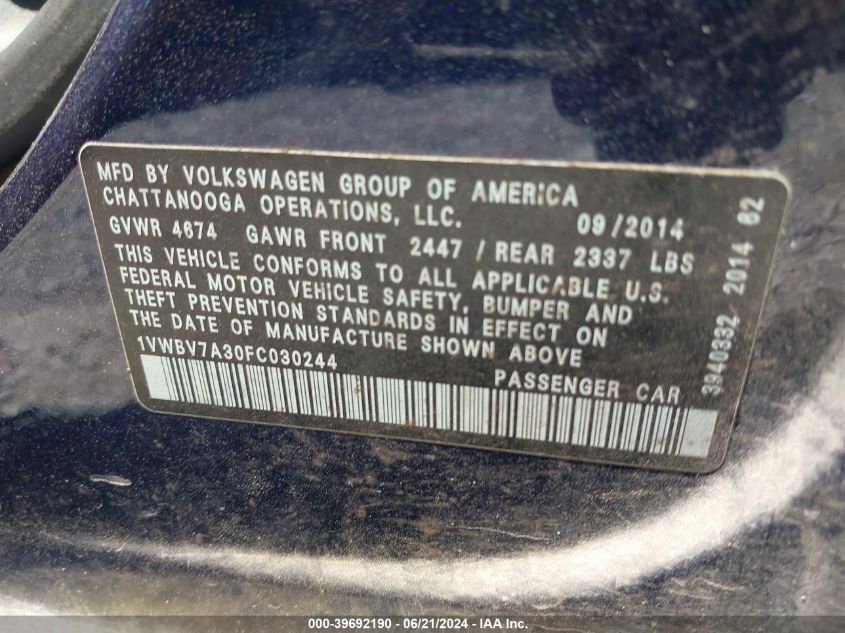 MFD BY VOLKSWAGEN GROUP OF AMERICA
CHATTANOOGA OPERATIONS, LLC. 09/2014
GVWR 4674 GAWR FRONT 2447 / REAR 2337 LBS
THIS VEHICLE CONFORMS TO ALL APPLICABLE U.S.
FEDERAL MOTOR VEHICLE SAFETY, BUMPER AND
THEFT PREVENTION STANDARDS IN EFFECT ON
THE DATE OF MANUFACTURE SHOWN ABOVE
1VWBV7A30FC030244 PASSENGER CAR
3940332 2014 62
000-39692190 - 06/21/2024 - IAA Inc.